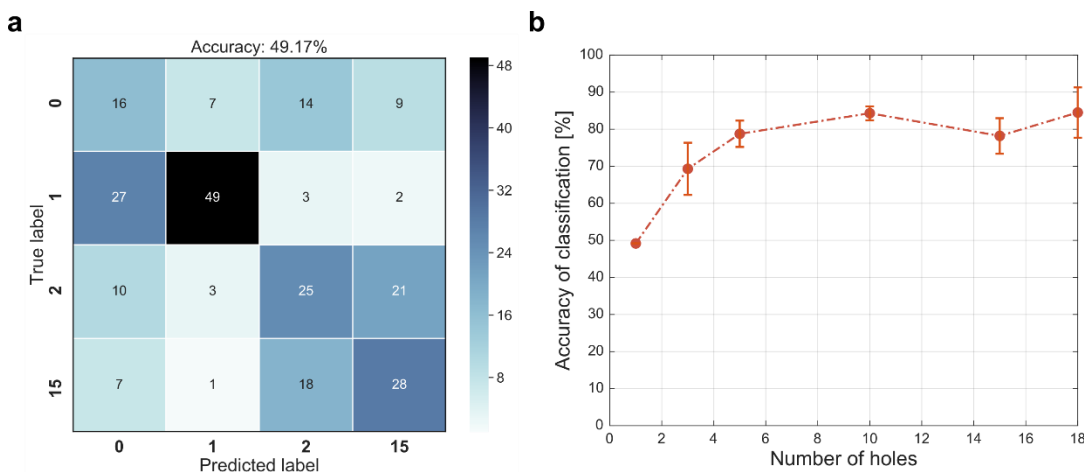 a
Accuracy: 49.17%
True label
0
16 7 14 9
1
27 49 3 2
2
10 3 25 21
15
7 1 18 28
0 1 2 15
Predicted label
48
40
32
24
16
8
b
Accuracy of classification [%]
100
90
80
70
60
50
40
30
20
10
0
0 2 4 6 8 10 12 14 16 18
Number of holes